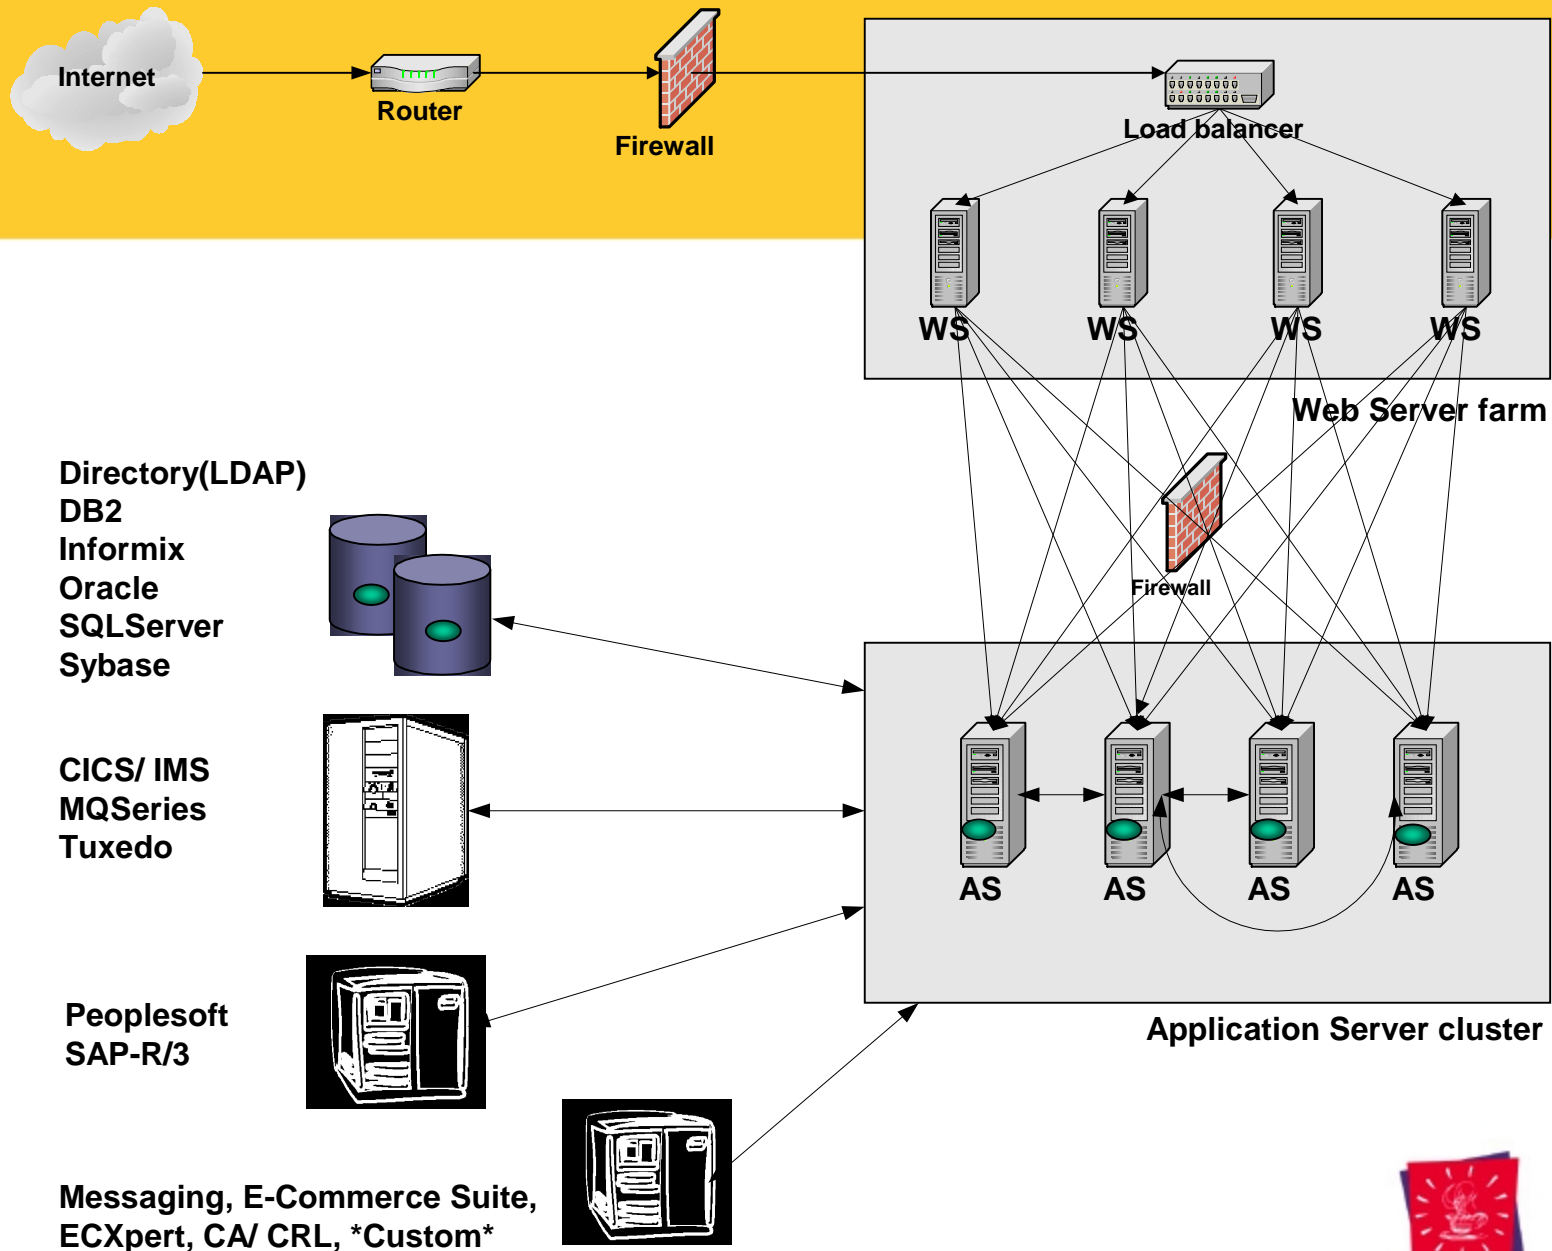 Internet
Router
Firewall
Load balancer
WS
WS
WS
WS
Web Server farm
Firewall
Directory(LDAP)
DB2
Informix
Oracle
SQLServer
Sybase
CICS/ IMS
MQSeries
Tuxedo
AS
AS
AS
AS
Application Server cluster
Peoplesoft
SAP-R/3
Messaging, E-Commerce Suite,
ECXpert, CA/ CRL, *Custom*